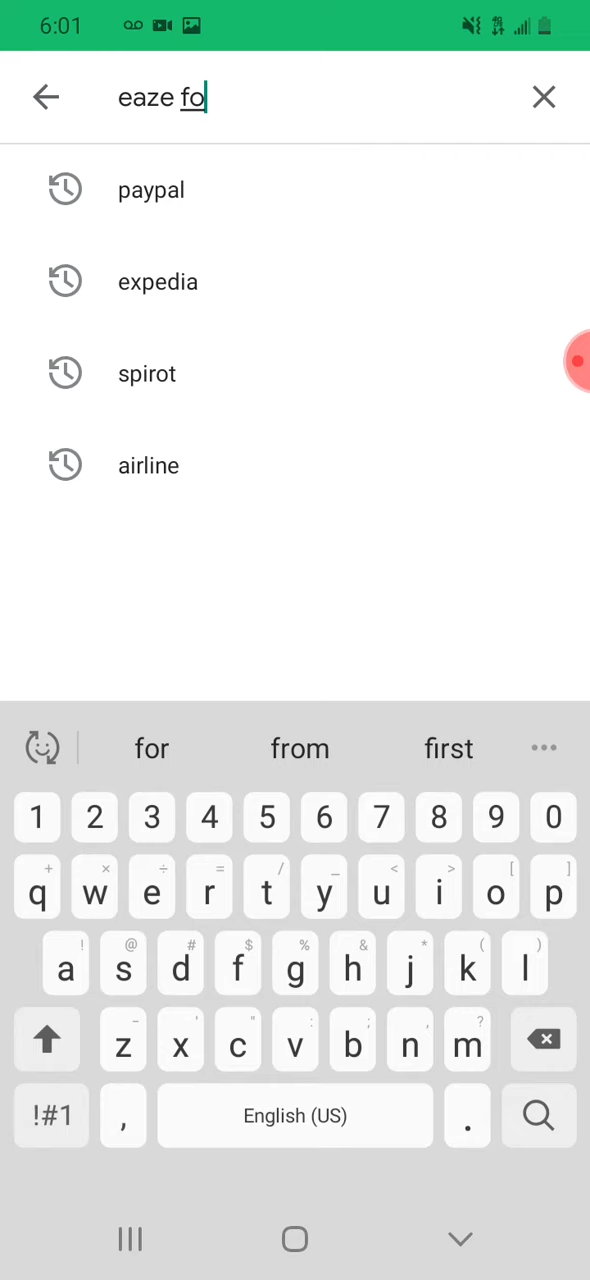 6:01
eaze fo
paypal
expedia
spirot
airline
for from first
1 2 3 4 5 6 7 8 9 0
+ × ÷ = / _ < > [ ]
q w e r t y u i o p
! @ # $ % & * ( )
a s d f g h j k l
- ' " : ; , ?
z x c v b n m
!#1 , English (US) .